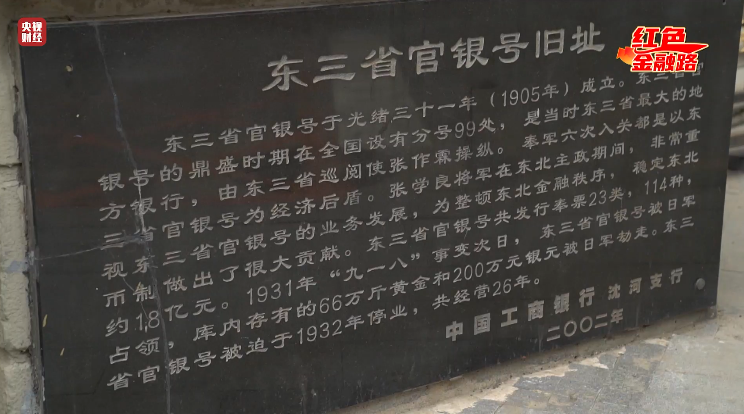 央视财经
红色
金融路
东三省官银号旧址
东三省官银号于光绪三十一年（1905年）成立。东三省官
银号的鼎盛时期在全国设有分号99处，是当时东三省最大的地
方银行，由东三省巡阅使张作霖操纵。奉军六次入关都是以东
三省官银号为经济后盾。张学良将军在东北主政期间，非常重
视东三省官银号的业务发展，为整顿东北金融秩序，稳定东北
币制做出了很大贡献。东三省官银号共发行奉票23类，114种，
约18亿元。1931年“九一八”事变次日，东三省官银号被日军
占领，库内存有的66万斤黄金和200万元银元被日军劫走。东三
省官银号被迫于1932年停业，共经营26年。
中国工商银行 沈河支行
二〇〇二年